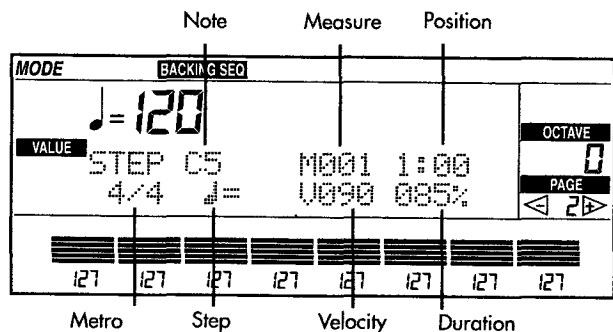 Note Measure Position
MODE BACKING SEQ
♩=120
OCTAVE
0
VALUE
STEP C5 M001 1:00
4/4 ♩= V090 085%
PAGE
- 2 +
127 127 127 127 127 127 127 127
Metro Step Velocity Duration